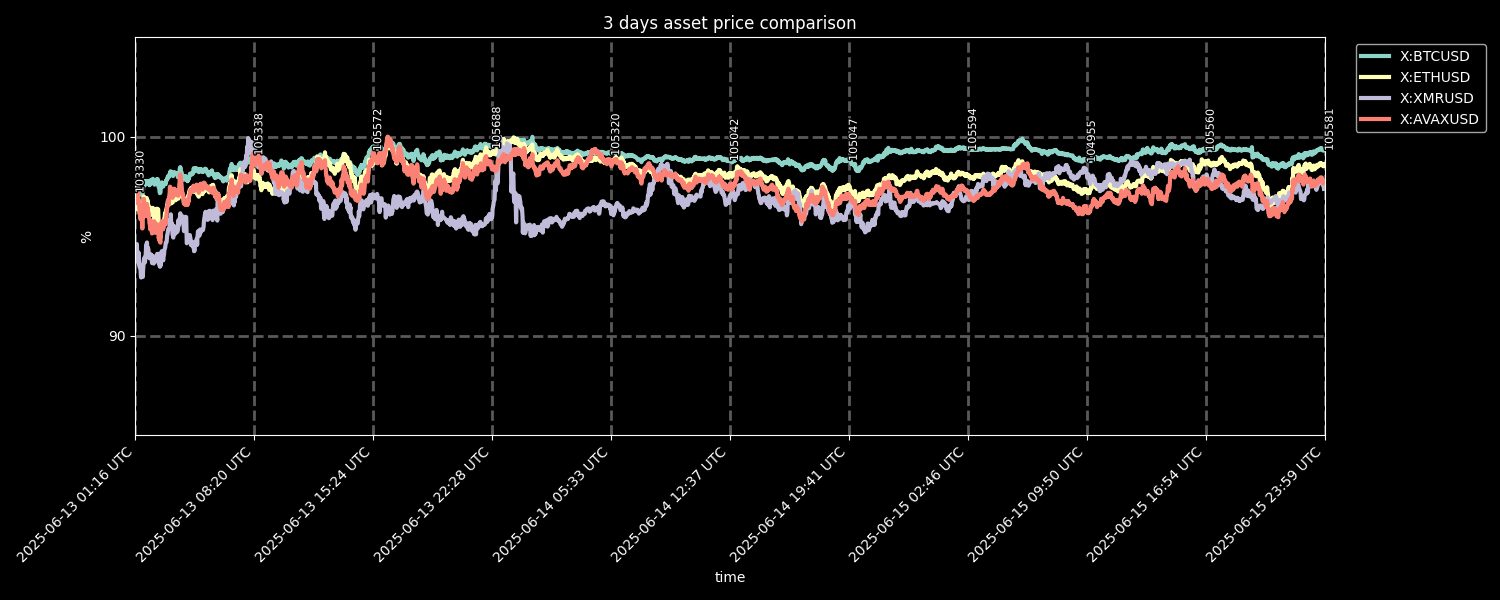 3 days asset price comparison
X:BTCUSD
X:ETHUSD
X:XMRUSD
X:AVAXUSD
100
90
%
103330
105338
105572
105688
105320
105042
105047
105594
104955
105660
105581
2025-06-13 01:16 UTC
2025-06-13 08:20 UTC
2025-06-13 15:24 UTC
2025-06-13 22:28 UTC
2025-06-14 05:33 UTC
2025-06-14 12:37 UTC
2025-06-14 19:41 UTC
2025-06-15 02:46 UTC
2025-06-15 09:50 UTC
2025-06-15 16:54 UTC
2025-06-15 23:59 UTC
time